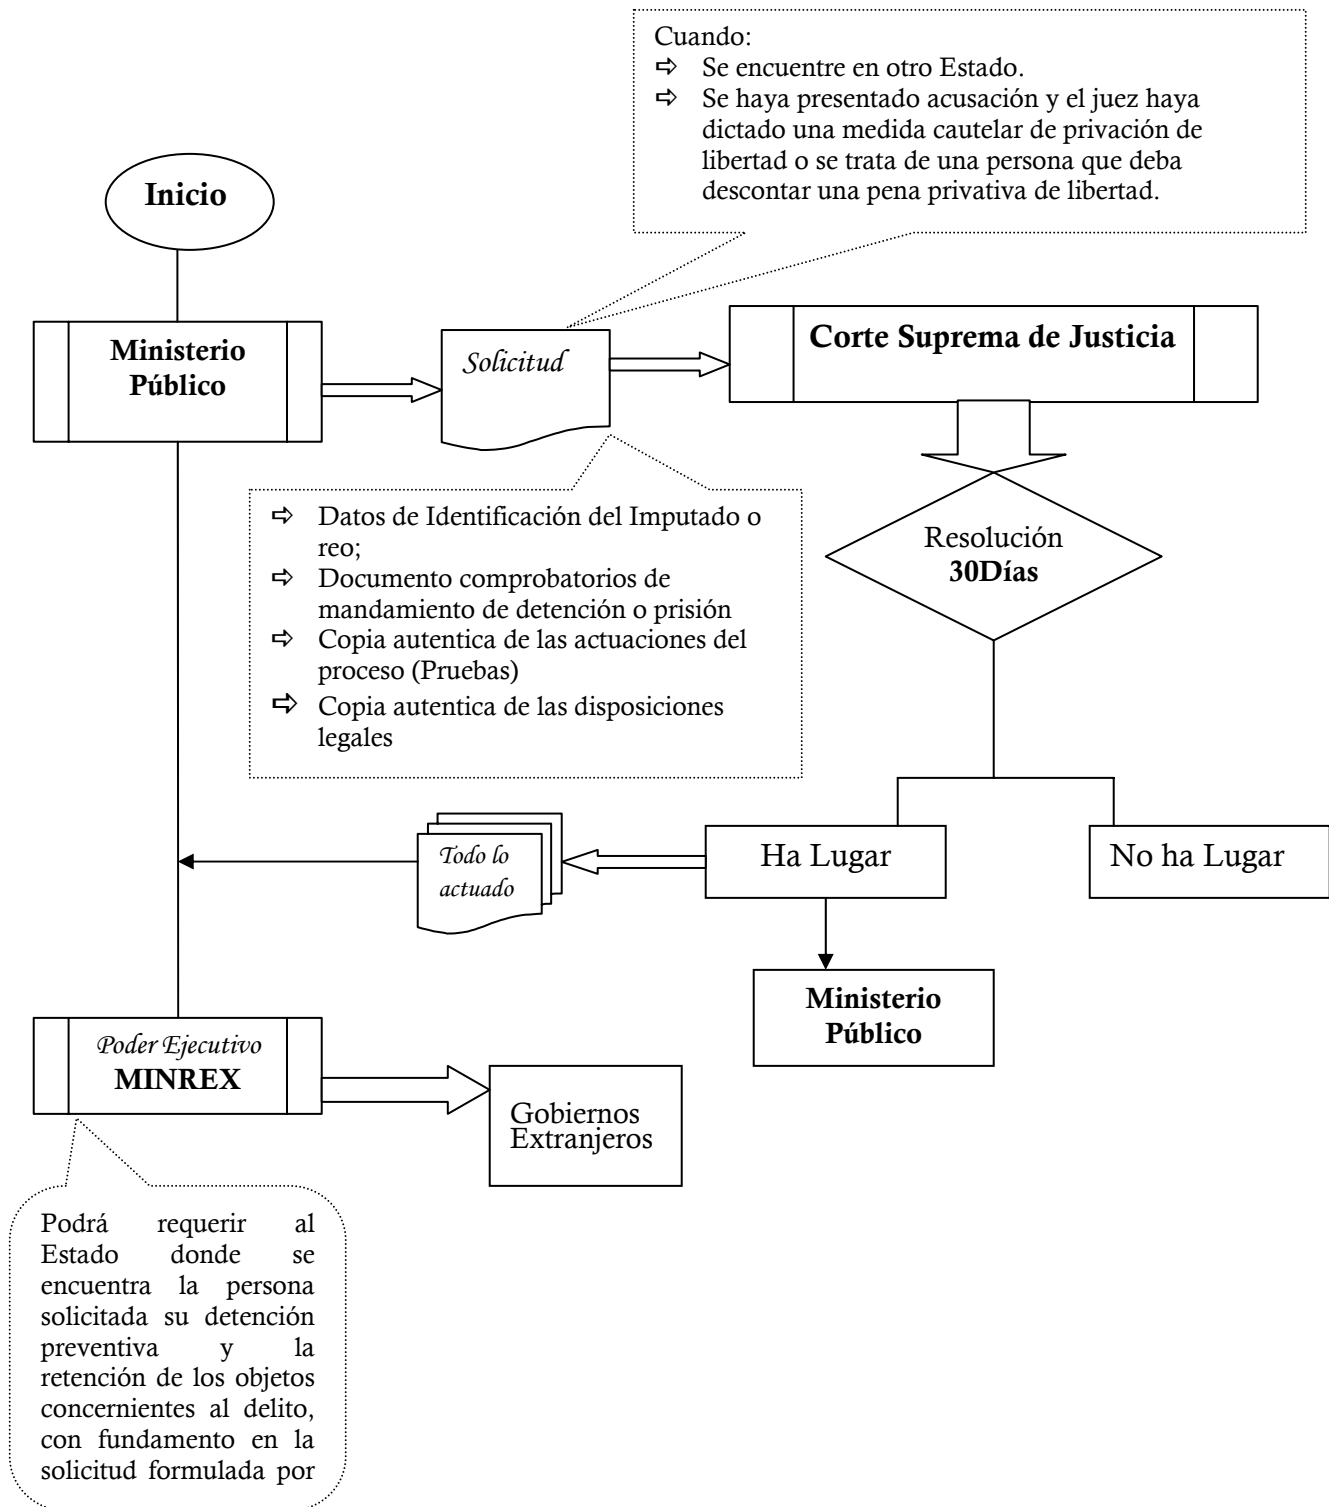 Cuando:
⇨ Se encuentre en otro Estado.
⇨ Se haya presentado acusación y el juez haya
dictado una medida cautelar de privación de
libertad o se trata de una persona que deba
descontar una pena privativa de libertad.
Inicio
Ministerio
Público
Solicitud
Corte Suprema de Justicia
⇨ Datos de Identificación del Imputado o
reo;
⇨ Documento comprobatorios de
mandamiento de detención o prisión
⇨ Copia autentica de las actuaciones del
proceso (Pruebas)
⇨ Copia autentica de las disposiciones
legales
Resolución
30Días
Todo lo
actuado
Ha Lugar
No ha Lugar
Ministerio
Público
Poder Ejecutivo
MINREX
Gobiernos
Extranjeros
Podrá requerir al
Estado donde se
encuentra la persona
solicitada su detención
preventiva y la
retención de los objetos
concernientes al delito,
con fundamento en la
solicitud formulada por